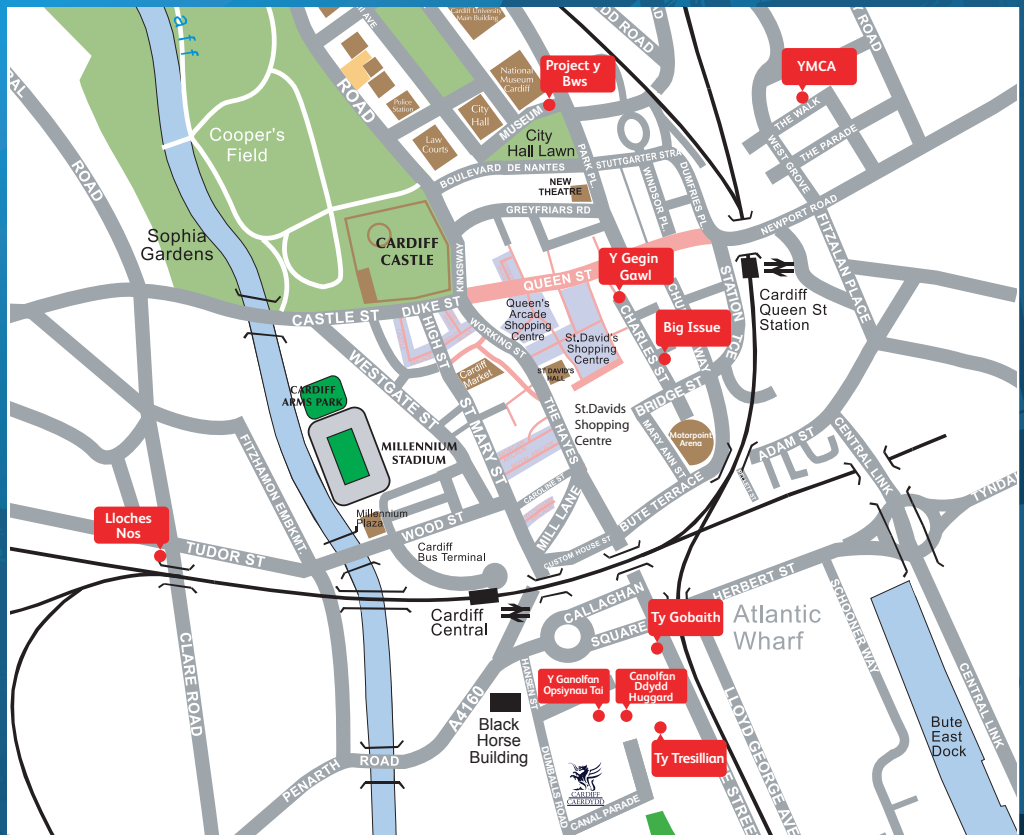 aff
Cardiff University
Main Building
National
Museum
Cardiff
Project y
Bws
YMCA
ROAD
Police
Station
City
Hall
MUSEUM
Law
Courts
City
Hall Lawn
THE WALK
THE PARADE
WEST GROVE
Cooper's
Field
BOULEVARD DE NANTES
STUTTGARTER STRA
PARK PL.
WINDSOR PL.
DUMFRIES PL.
NEW
THEATRE
GREYFRIARS RD
NEWPORT ROAD
FITZALAN PLACE
ROAD
Sophia
Gardens
CARDIFF
CASTLE
KINGSWAY
QUEEN ST
Y Gegin
Gawl
STATION TCE
Cardiff
Queen St
Station
CASTLE ST
DUKE ST
HIGH ST
WORKING ST
Queen's
Arcade
Shopping
Centre
St.David's
Shopping
Centre
CHARLES ST
Big Issue
WESTGATE ST
Cardiff
Market
ST DAVID'S
HALL
CARDIFF
ARMS PARK
MILLENNIUM
STADIUM
ST MARY ST
THE HAYES
St.Davids
Shopping
Centre
BRIDGE ST
MARY ANN ST
Motorpoint
Arena
ADAM ST
CENTRAL LINK
FITZHAMON EMBKMT.
Lloches
Nos
TUDOR ST
Millennium
Plaza
WOOD ST
CAROLINE ST
MILL LANE
BUTE TERRACE
CUSTOM HOUSE ST
Cardiff
Bus Terminal
Cardiff
Central
CALLAGHAN
SQUARE
HERBERT ST
Ty Gobaith
Atlantic
Wharf
SCHOONER WAY
CLARE ROAD
A4160
HANSEN ST
Y Ganolfan
Opsiynau Tai
Canolfan
Ddydd
Huggard
Ty Tresillian
LLOYD GEORGE AVE
CENTRAL LINK
Black
Horse
Building
Bute
East
Dock
PENARTH
ROAD
DUMBALLS ROAD
CARDIFF
CAERDYDD
CANAL PARADE